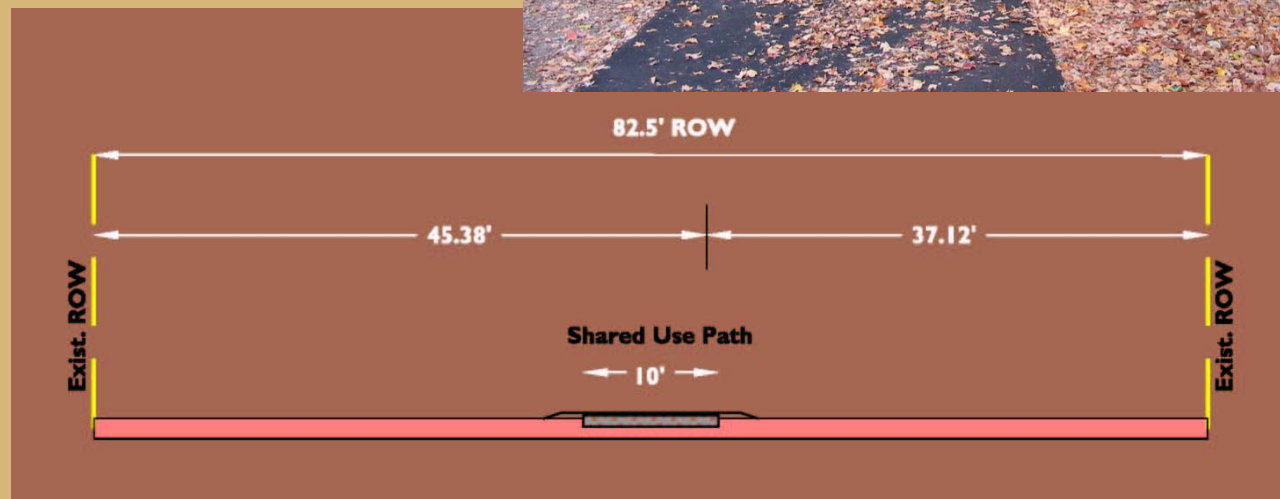 82.5' ROW
45.38'
37.12'
Exist. ROW
Exist. ROW
Shared Use Path
10'